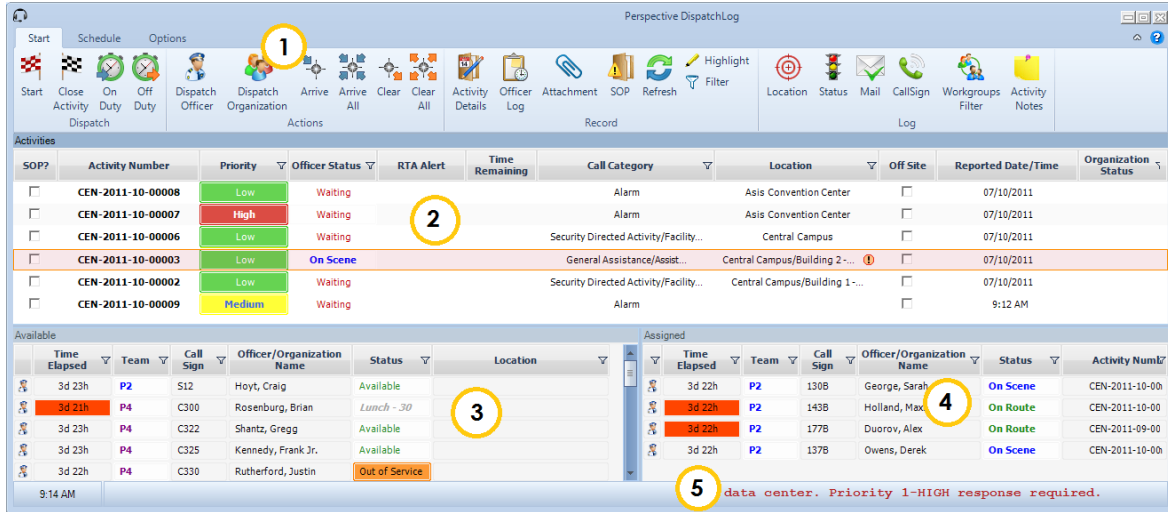 Perspective DispatchLog
Start Schedule Options
1
Start Close Activity On Duty Off Duty Dispatch Officer Dispatch Organization Arrive Arrive All Clear Clear All Activity Details Officer Log Attachment SOP Refresh Highlight Filter Location Status Mail CallSign Workgroups Filter Activity Notes
Dispatch Actions Record Log
Activities
SOP? Activity Number Priority Officer Status RTA Alert Time Remaining Call Category Location Off Site Reported Date/Time Organization Status
CEN-2011-10-00008 Low Waiting Alarm Asis Convention Center 07/10/2011
CEN-2011-10-00007 High Waiting Alarm Asis Convention Center 07/10/2011
2
CEN-2011-10-00006 Low Waiting Security Directed Activity/Facility... Central Campus 07/10/2011
CEN-2011-10-00003 Low On Scene General Assistance/Assist... Central Campus/Building 2 -... 07/10/2011
CEN-2011-10-00002 Low Waiting Security Directed Activity/Facility... Central Campus/Building 1 -... 07/10/2011
CEN-2011-10-00009 Medium Waiting Alarm 9:12 AM
Available
Time Elapsed Team Call Sign Officer/Organization Name Status Location
3d 23h P2 S12 Hoyt, Craig Available
3d 21h P4 C300 Rosenburg, Brian Lunch - 30
3
3d 23h P4 C322 Shantz, Gregg Available
3d 23h P4 C325 Kennedy, Frank Jr. Available
3d 22h P4 C330 Rutherford, Justin Out of Service
Assigned
Time Elapsed Team Call Sign Officer/Organization Name Status Activity Numb
3d 22h P2 130B George, Sarah On Scene CEN-2011-10-00
3d 22h P2 143B Holland, Max On Route CEN-2011-10-00
4
3d 22h P2 177B Duorov, Alex On Route CEN-2011-09-00
3d 22h P2 137B Owens, Derek On Scene CEN-2011-10-00
9:14 AM
5
data center. Priority 1-HIGH response required.